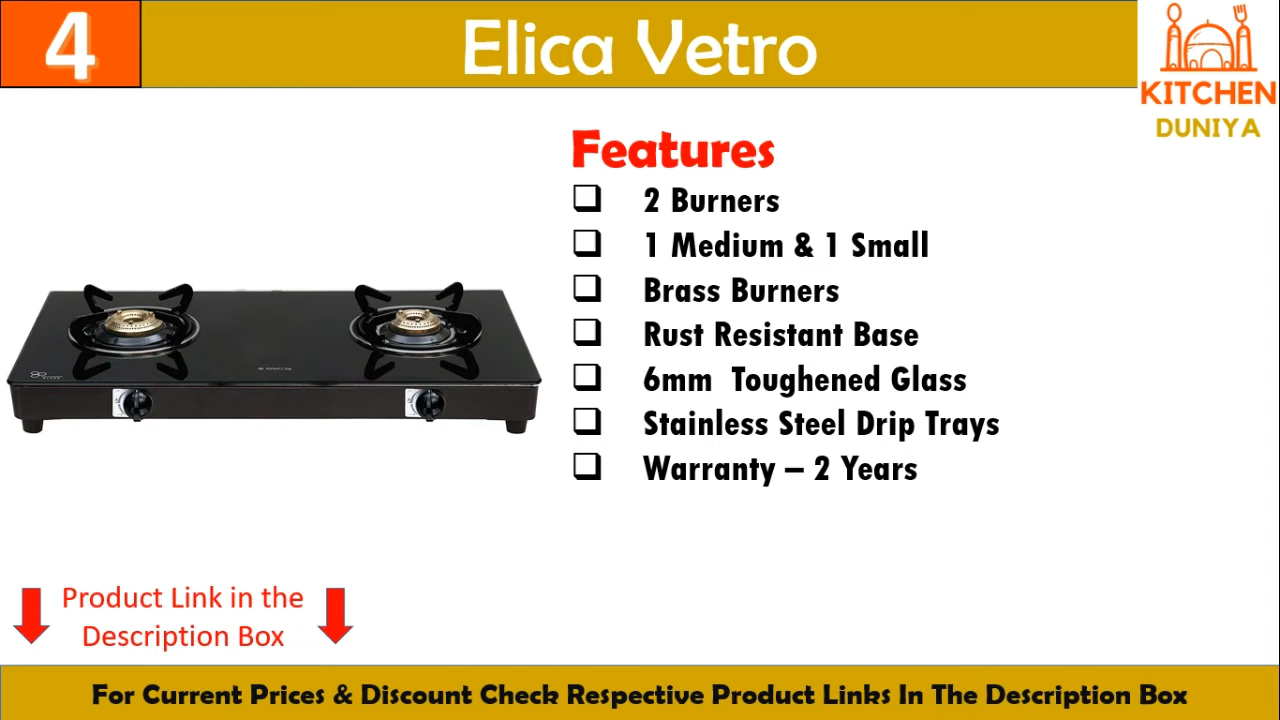 4
Elica Vetro
KITCHEN
DUNIYA
Features
2 Burners
1 Medium & 1 Small
Brass Burners
Rust Resistant Base
6mm Toughened Glass
Stainless Steel Drip Trays
Warranty – 2 Years
Product Link in the
Description Box
For Current Prices & Discount Check Respective Product Links In The Description Box